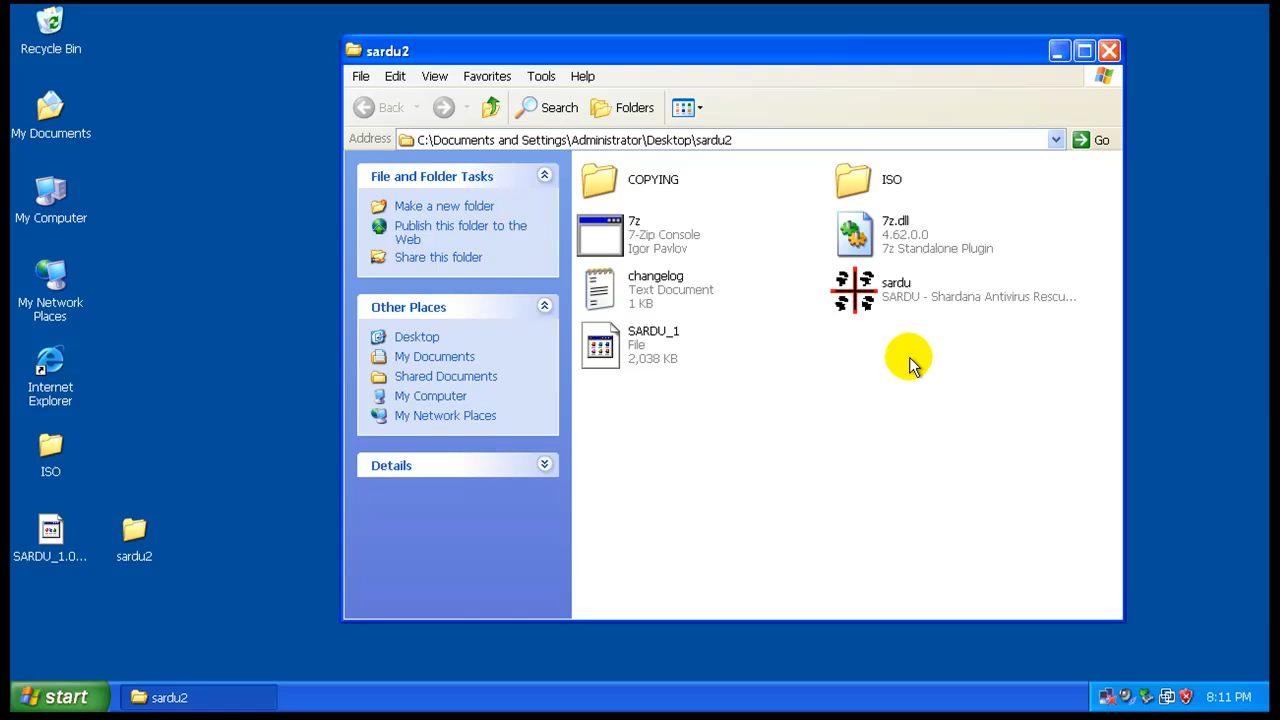 Recycle Bin
My Documents
My Computer
My Network
Places
Internet
Explorer
ISO
SARDU_1.0...
sardu2
sardu2
File Edit View Favorites Tools Help
Back Search Folders
Address C:\Documents and Settings\Administrator\Desktop\sardu2 Go
File and Folder Tasks
Make a new folder
Publish this folder to the
Web
Share this folder
Other Places
Desktop
My Documents
Shared Documents
My Computer
My Network Places
Details
COPYING
ISO
7z
7-Zip Console
Igor Pavlov
7z.dll
4.62.0.0
7z Standalone Plugin
changelog
Text Document
1 KB
sardu
SARDU - Shardana Antivirus Rescu...
SARDU_1
File
2,038 KB
start sardu2 8:11 PM